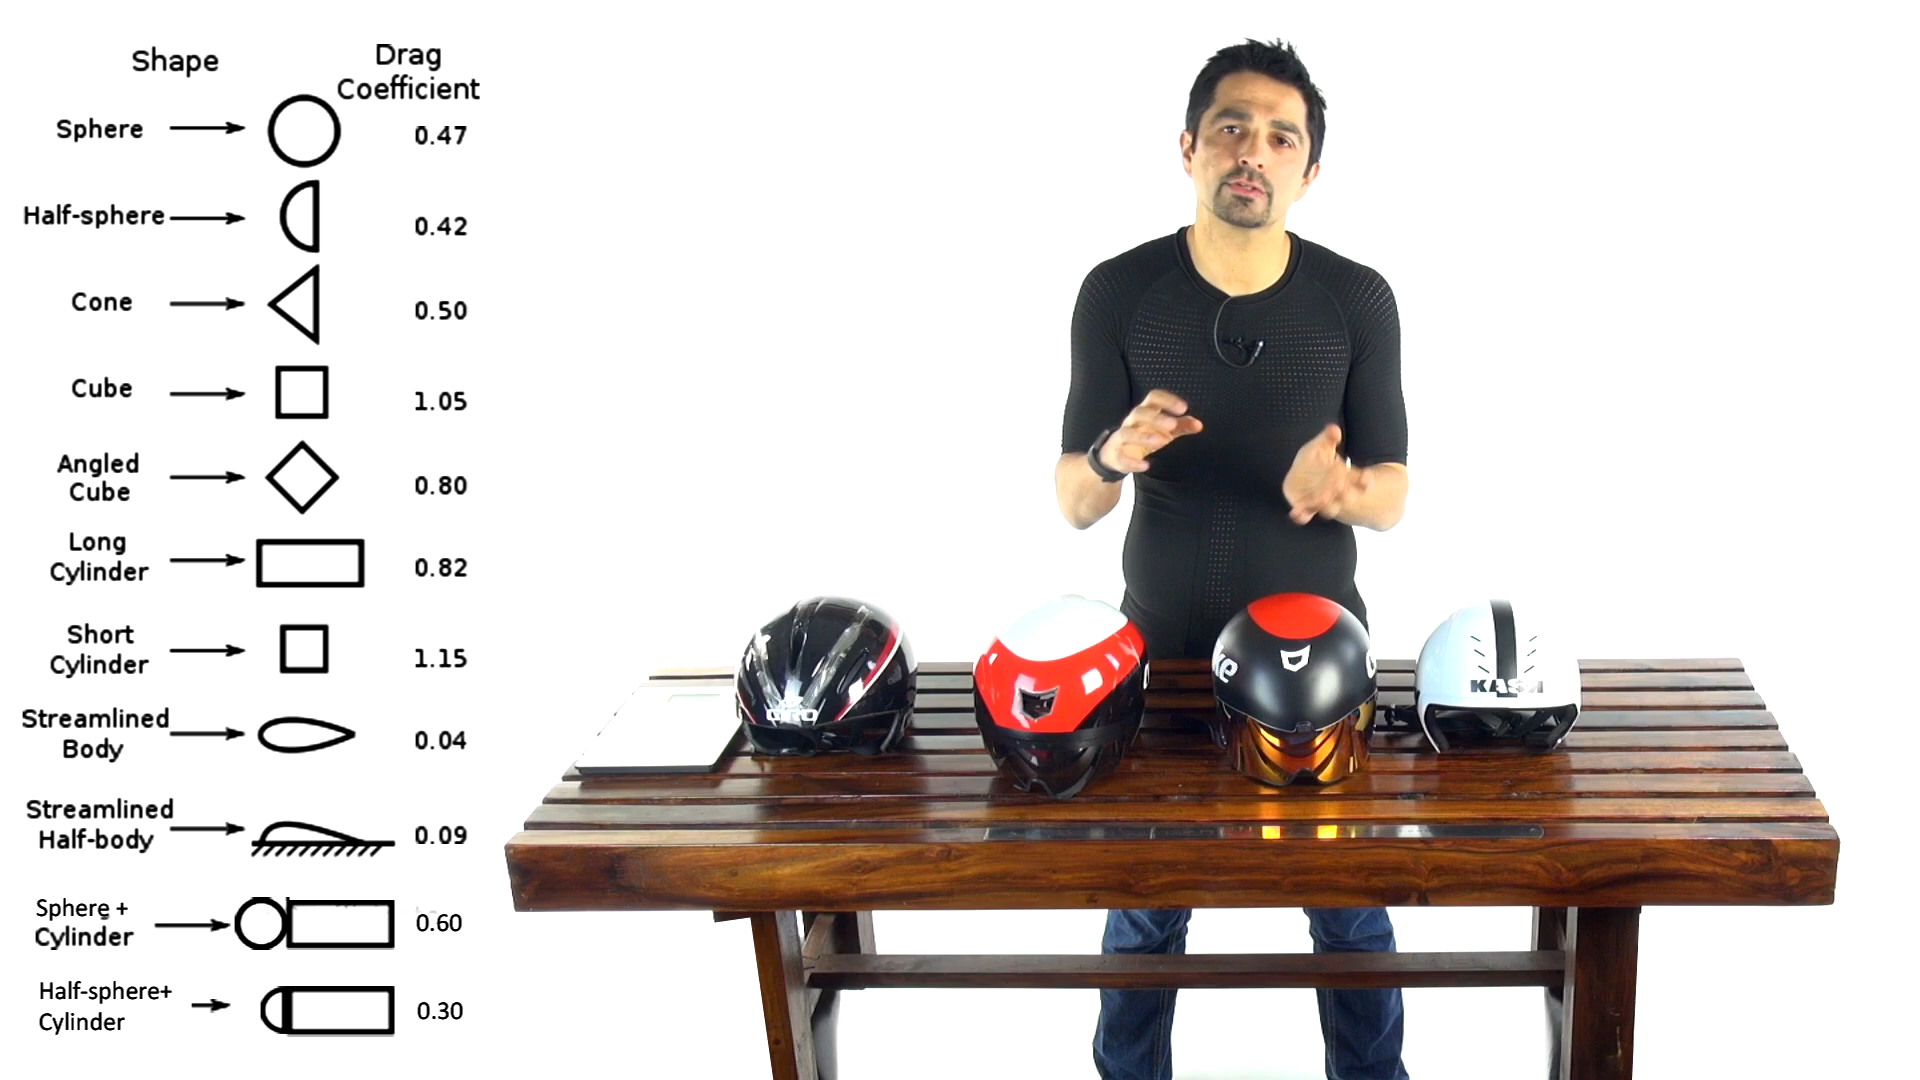 Shape
Drag
Coefficient
Sphere
0.47
Half-sphere
0.42
Cone
0.50
Cube
1.05
Angled
Cube
0.80
Long
Cylinder
0.82
Short
Cylinder
1.15
Streamlined
Body
0.04
Streamlined
Half-body
0.09
Sphere +
Cylinder
0.60
Half-sphere+
Cylinder
0.30
ke
KASK